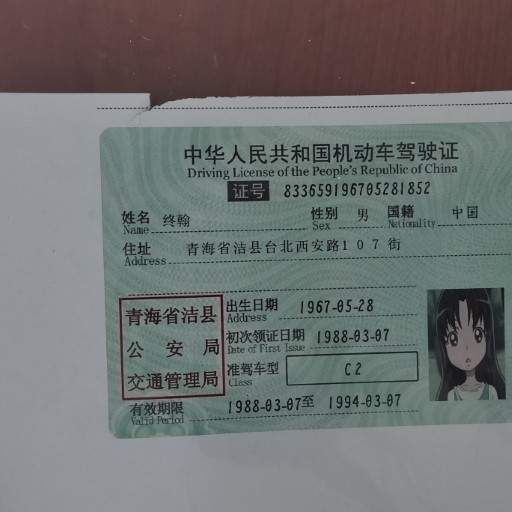 中华人民共和国机动车驾驶证
Driving License of the People's Republic of China
证号 833659196705281852
姓名 终翰 性别 男 国籍 中国
Name Sex Nationality
住址 青海省洁县台北西安路107街
Address
青海省洁县
公安局
交通管理局
出生日期 1967-05-28
Address
初次领证日期 1988-03-07
Date of First Issue
准驾车型 C2
Class
有效期限 1988-03-07至 1994-03-07
Valid Period